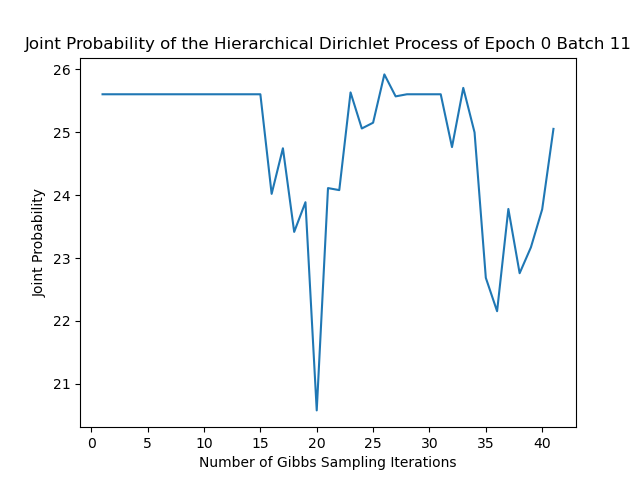 Joint Probability of the Hierarchical Dirichlet Process of Epoch 0 Batch 11
26
25
24
23
22
21
Joint Probability
0 5 10 15 20 25 30 35 40
Number of Gibbs Sampling Iterations